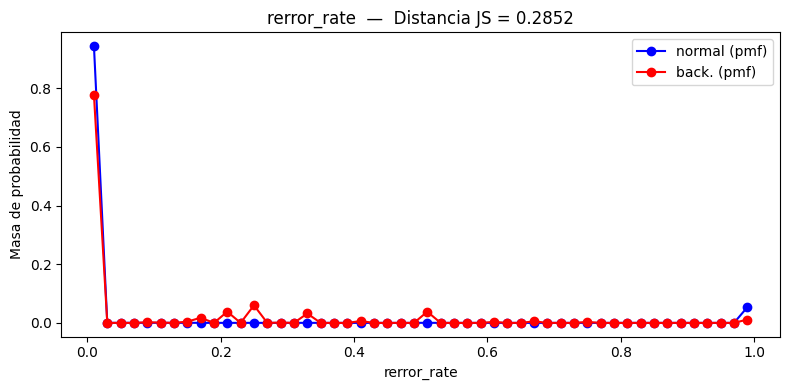 rerror_rate — Distancia JS = 0.2852
normal (pmf)
back. (pmf)
Masa de probabilidad
0.8
0.6
0.4
0.2
0.0
0.0 0.2 0.4 0.6 0.8 1.0
rerror_rate